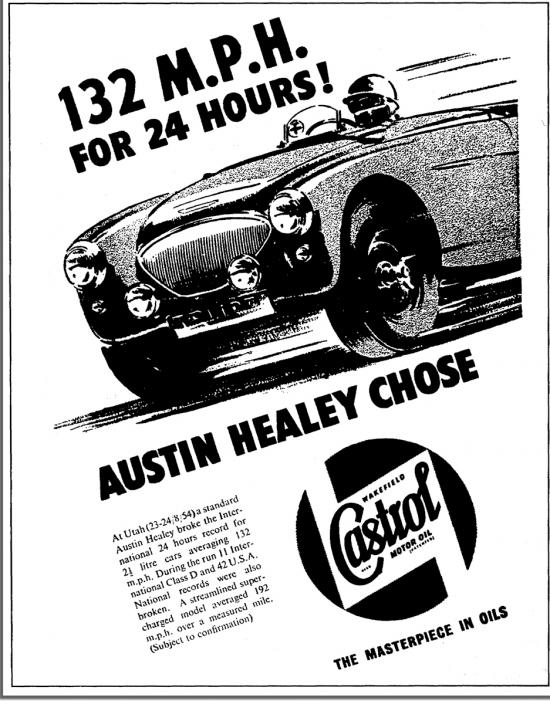 132 M.P.H.
FOR 24 HOURS!
AUSTIN HEALEY CHOSE
At Utah (23-24/8/54) a standard
Austin Healey broke the Inter-
national 24 hours record for
litre cars averaging 132
m.p.h. During the run 11 Inter-
national Class D and 42 U.S.A.
National records were also
broken. A streamlined super-
charged model averaged 192
m.p.h. over a measured mile.
(Subject to confirmation)
WAKEFIELD
Castrol
MOTOR OIL
THE MASTERPIECE IN OILS